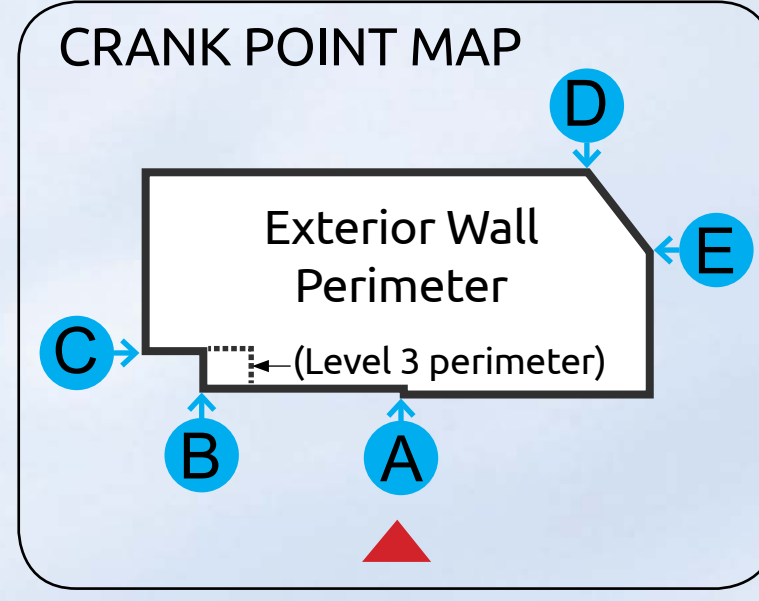 CRANK POINT MAP
D
Exterior Wall
Perimeter
E
C
(Level 3 perimeter)
B
A